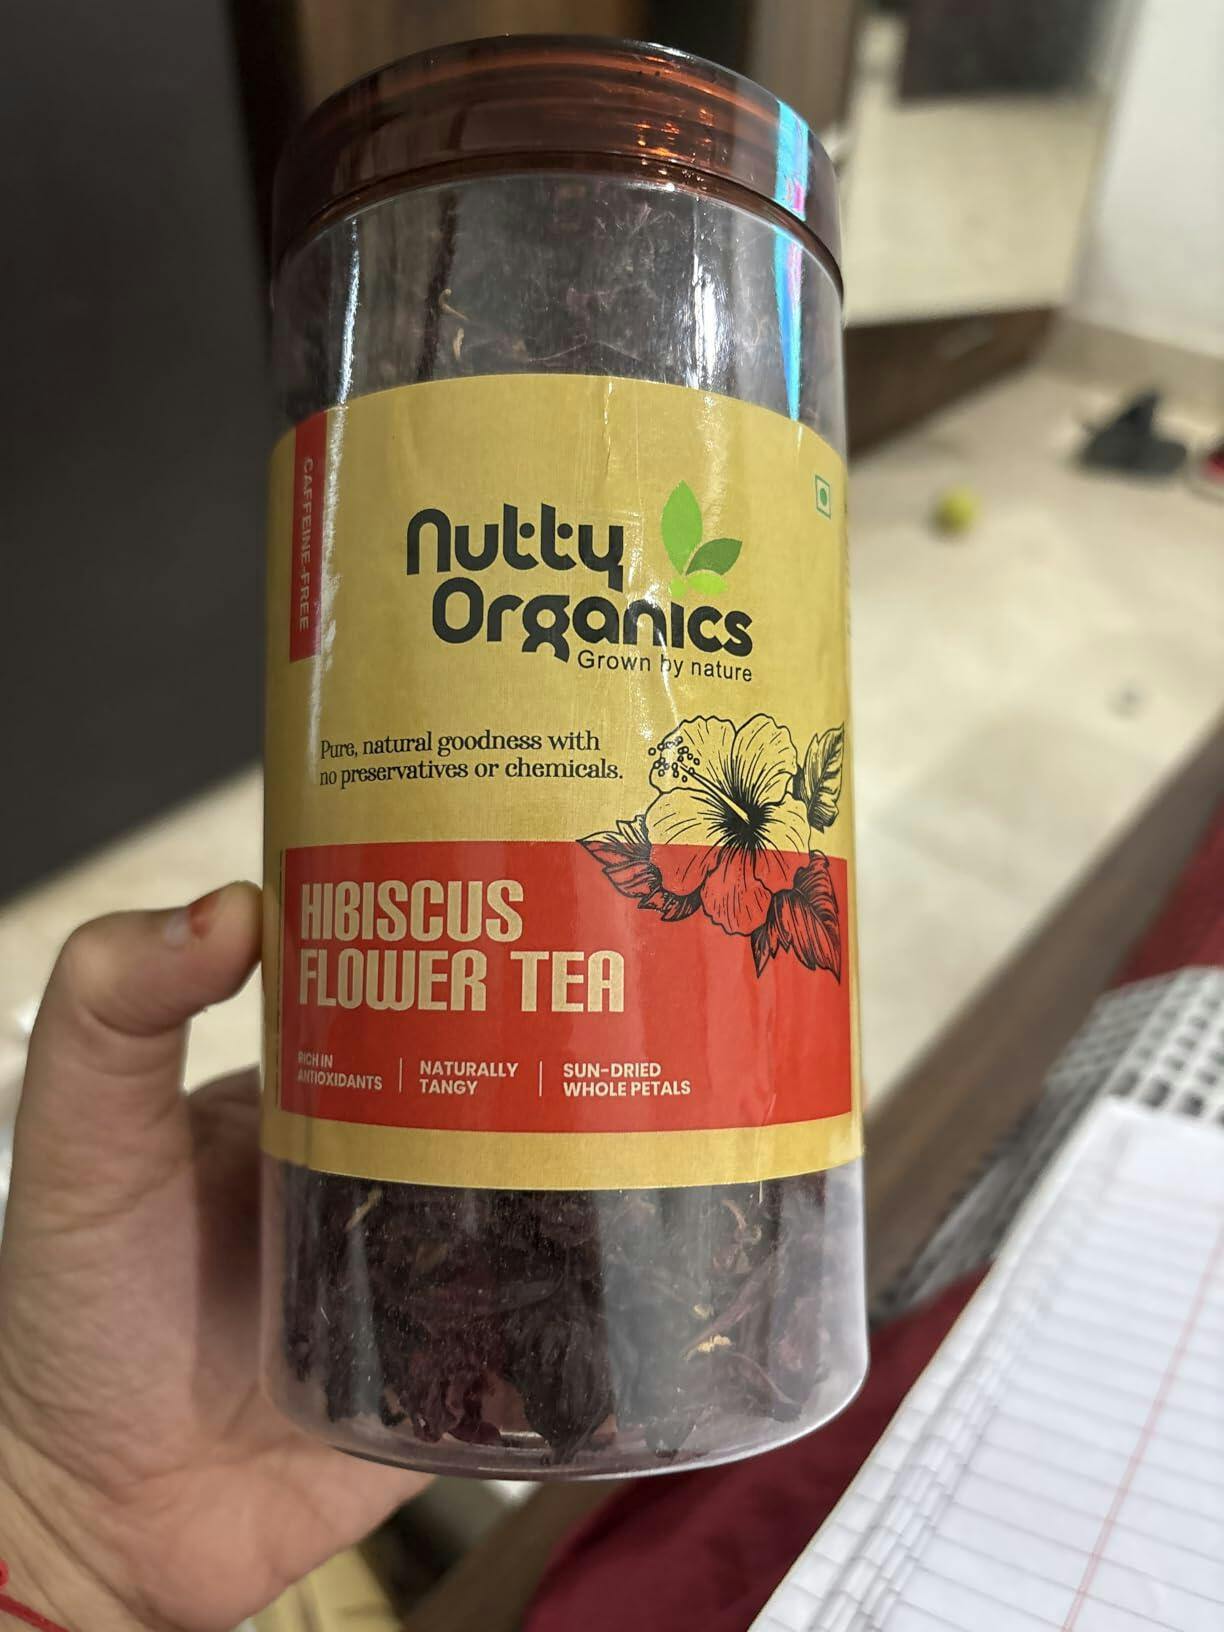 CAFFEINE-FREE
nutty
Organics
Grown by nature
Pure, natural goodness with
no preservatives or chemicals.
HIBISCUS
FLOWER TEA
RICH IN
ANTIOXIDANTS
NATURALLY
TANGY
SUN-DRIED
WHOLE PETALS